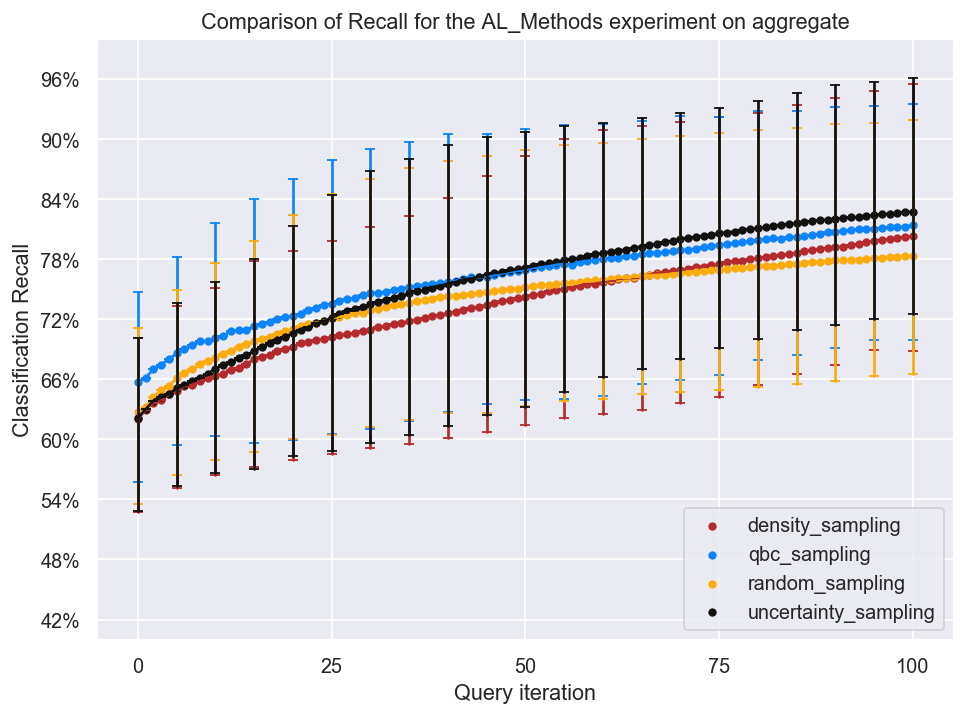 Comparison of Recall for the AL_Methods experiment on aggregate
Classification Recall
96%
90%
84%
78%
72%
66%
60%
54%
48%
42%
density_sampling
qbc_sampling
random_sampling
uncertainty_sampling
0
25
50
75
100
Query iteration